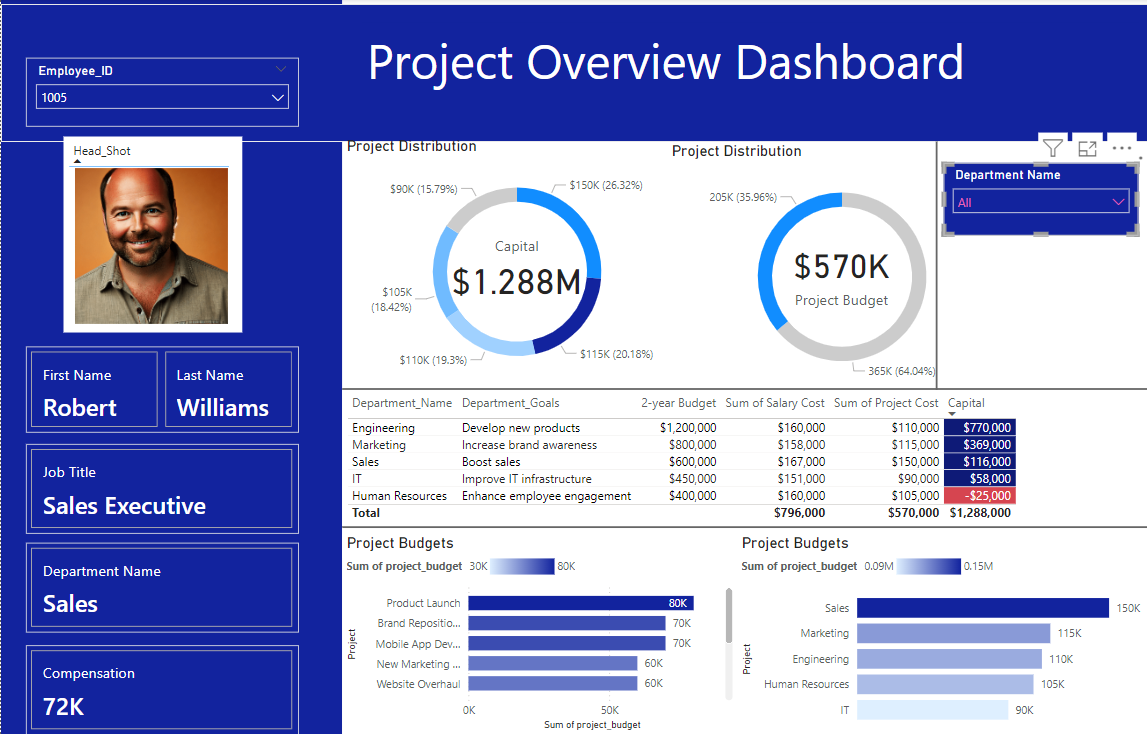 Project Overview Dashboard
Employee_ID
1005
Head_Shot
First Name
Robert
Last Name
Williams
Job Title
Sales Executive
Department Name
Sales
Compensation
72K
Project Distribution
$90K (15.79%)
$150K (26.32%)
Capital
$1.288M
$105K
(18.42%)
$110K (19.3%)
$115K (20.18%)
Project Distribution
205K (35.96%)
$570K
Project Budget
365K (64.04%)
Department Name
All
Department_Name Department_Goals 2-year Budget Sum of Salary Cost Sum of Project Cost Capital
Engineering Develop new products $1,200,000 $160,000 $110,000 $770,000
Marketing Increase brand awareness $800,000 $158,000 $115,000 $369,000
Sales Boost sales $600,000 $167,000 $150,000 $116,000
IT Improve IT infrastructure $450,000 $151,000 $90,000 $58,000
Human Resources Enhance employee engagement $400,000 $160,000 $105,000 -$25,000
Total $796,000 $570,000 $1,288,000
Project Budgets
Sum of project_budget 30K 80K
Project
Product Launch 80K
Brand Repositio... 70K
Mobile App Dev... 70K
New Marketing ... 60K
Website Overhaul 60K
0K 50K
Sum of project_budget
Project Budgets
Sum of project_budget 0.09M 0.15M
Project
Sales 150K
Marketing 115K
Engineering 110K
Human Resources 105K
IT 90K